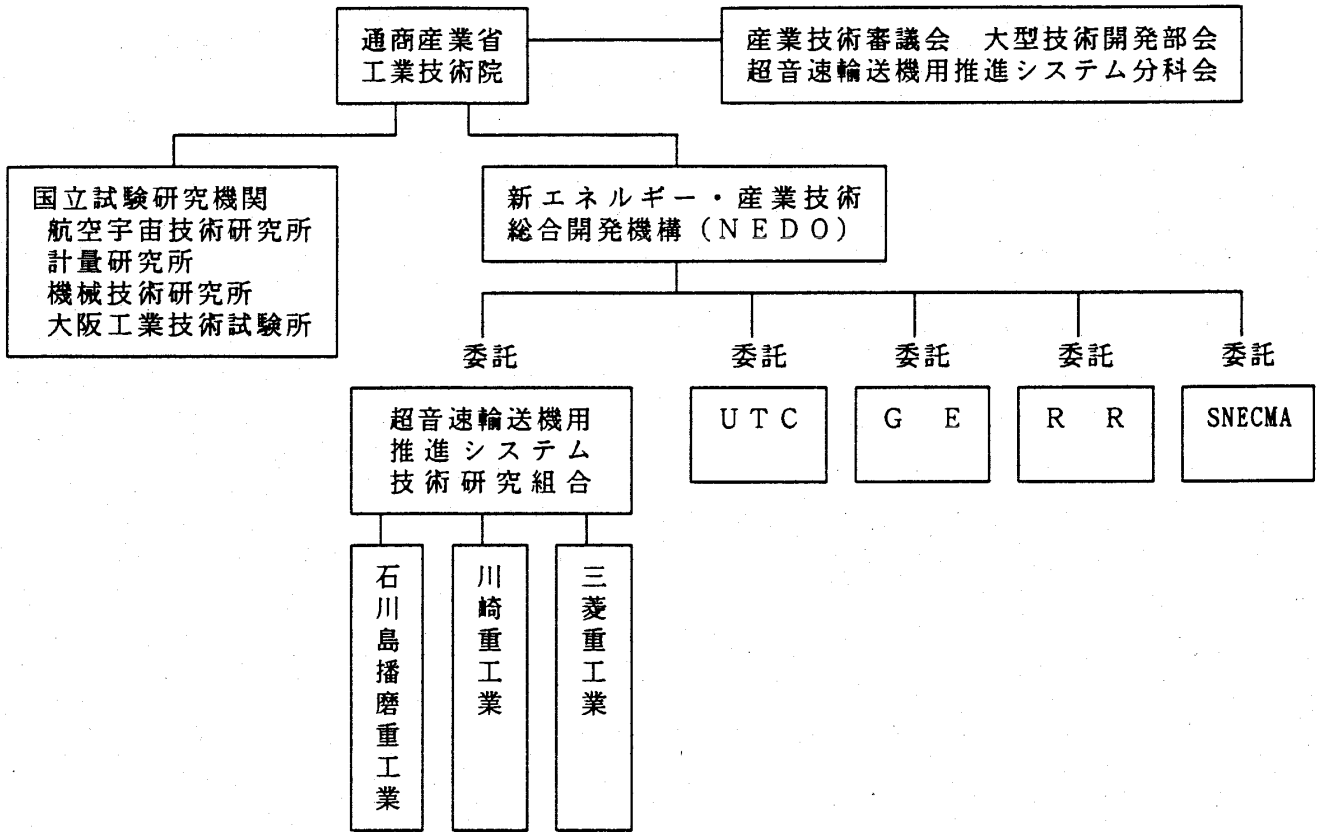 通商産業省
工業技術院
産業技術審議会　大型技術開発部会
超音速輸送機用推進システム分科会
国立試験研究機関
航空宇宙技術研究所
計量研究所
機械技術研究所
大阪工業技術試験所
新エネルギー・産業技術
総合開発機構（ＮＥＤＯ）
委託
委託
委託
委託
委託
超音速輸送機用
推進システム
技術研究組合
ＵＴＣ
Ｇ　Ｅ
Ｒ　Ｒ
SNECMA
石川島播磨重工業
川崎重工業
三菱重工業